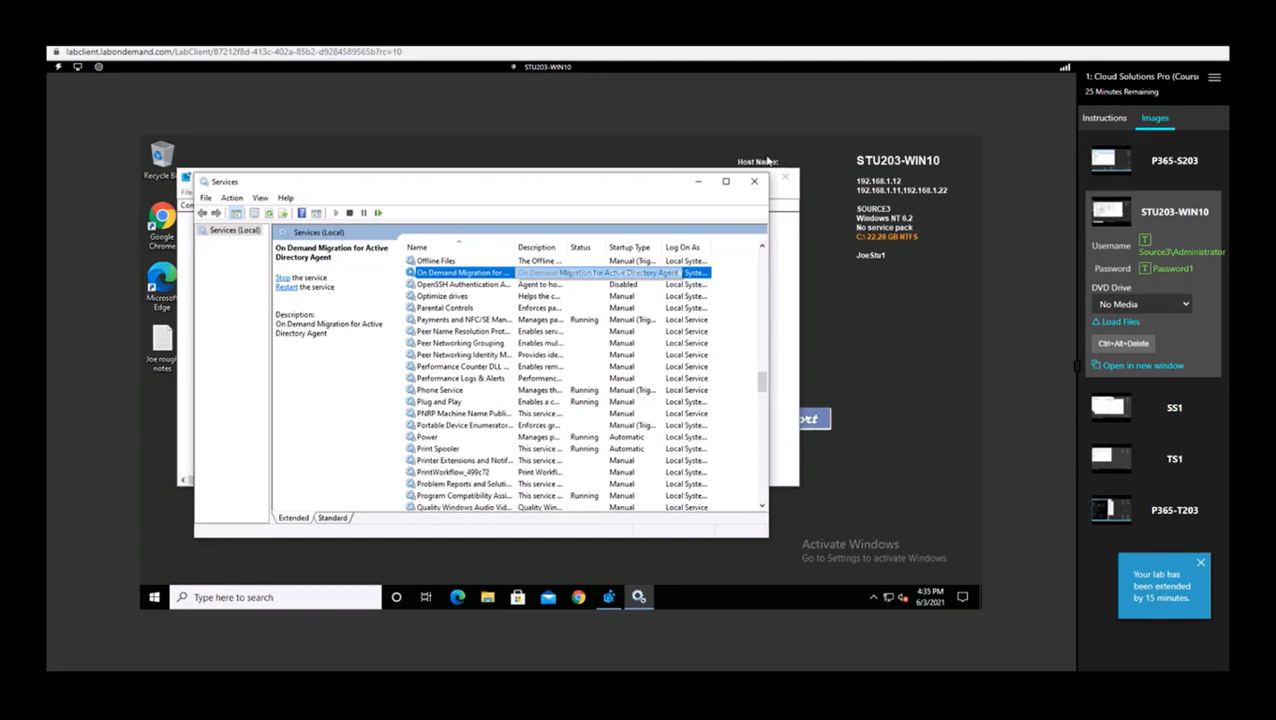 labclient.labondemand.com/LabClient/87212f8d-413c-402a-85b2-d9284589565b?rc=10
STU203-WIN10
1: Cloud Solutions Pro (Cours
25 Minutes Remaining
Instructions
Images
P365-S203
STU203-WIN10
Username
Source3\Administrator
Password
Password1
DVD Drive
No Media
Load Files
Ctrl+Alt+Delete
Open in new window
SS1
TS1
P365-T203
Your lab has
been extended
by 15 minutes.
Recycle B
Google
Chrome
Microsoft
Edge
Joe rough
notes
Host Name:
STU203-WIN10
192.168.1.12
192.168.1.11,192.168.1.22
SOURCE3
Windows NT 6.2
No service pack
C:\ 22.28 GB NTFS
JoeStu1
Services
File Action View Help
Services (Local)
Services (Local)
On Demand Migration for Active
Directory Agent
Stop the service
Restart the service
Description:
On Demand Migration for Active
Directory Agent
Name Description Status Startup Type Log On As
Offline Files The Offline ... Manual (Trig... Local Syste...
On Demand Migration for ... On Demand Migration for Active Directory Agent Syste...
OpenSSH Authentication A... Agent to ho... Disabled Local Syste...
Optimize drives Helps the c... Manual Local Syste...
Parental Controls Enforces pa... Manual Local Syste...
Payments and NFC/SE Man... Manages pa... Running Manual (Trig... Local Service
Peer Name Resolution Prot... Enables serv... Manual Local Service
Peer Networking Grouping Enables mul... Manual Local Service
Peer Networking Identity M... Provides ide... Manual Local Service
Performance Counter DLL ... Enables rem... Manual Local Service
Performance Logs & Alerts Performanc... Manual Local Service
Phone Service Manages th... Running Manual (Trig... Local Service
Plug and Play Enables a c... Running Manual Local Syste...
PNRP Machine Name Publi... This service ... Manual Local Service
Portable Device Enumerator... Enforces gr... Manual (Trig... Local Syste...
Power Manages p... Running Automatic Local Syste...
Print Spooler This service ... Running Automatic Local Syste...
Printer Extensions and Notif... This service ... Manual Local Syste...
PrintWorkflow_499c72 Print Workfl... Manual Local Syste...
Problem Reports and Soluti... This service ... Manual Local Syste...
Program Compatibility Assi... This service ... Running Manual Local Syste...
Quality Windows Audio Vid... Quality Win... Manual Local Service
Extended Standard
Activate Windows
Go to Settings to activate Windows.
Type here to search
4:35 PM
6/3/2021